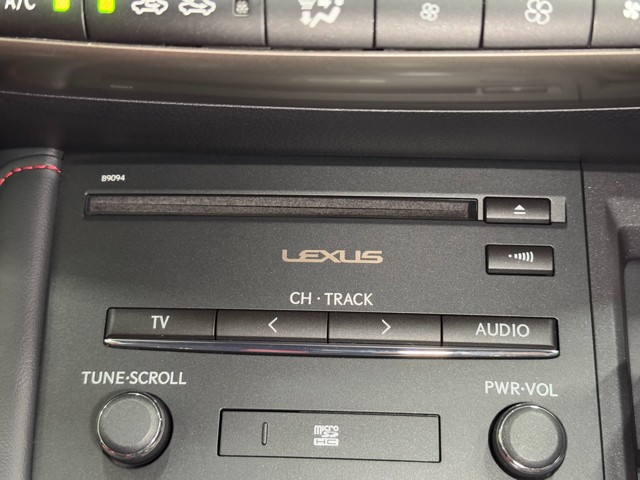 A/C
B9094
LEXUS
CH·TRACK
TV < > AUDIO
TUNE·SCROLL
PWR·VOL
micro
SD
HC